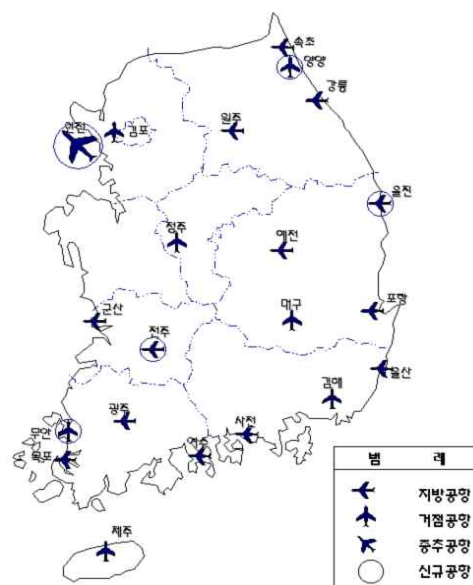 속초
양양
강릉
인천
김포
원주
울진
청주
예천
군산
전주
대구
포항
울산
김해
무안
광주
목포
여수
사천
제주
범 례
지방공항
거점공항
중추공항
신규공항